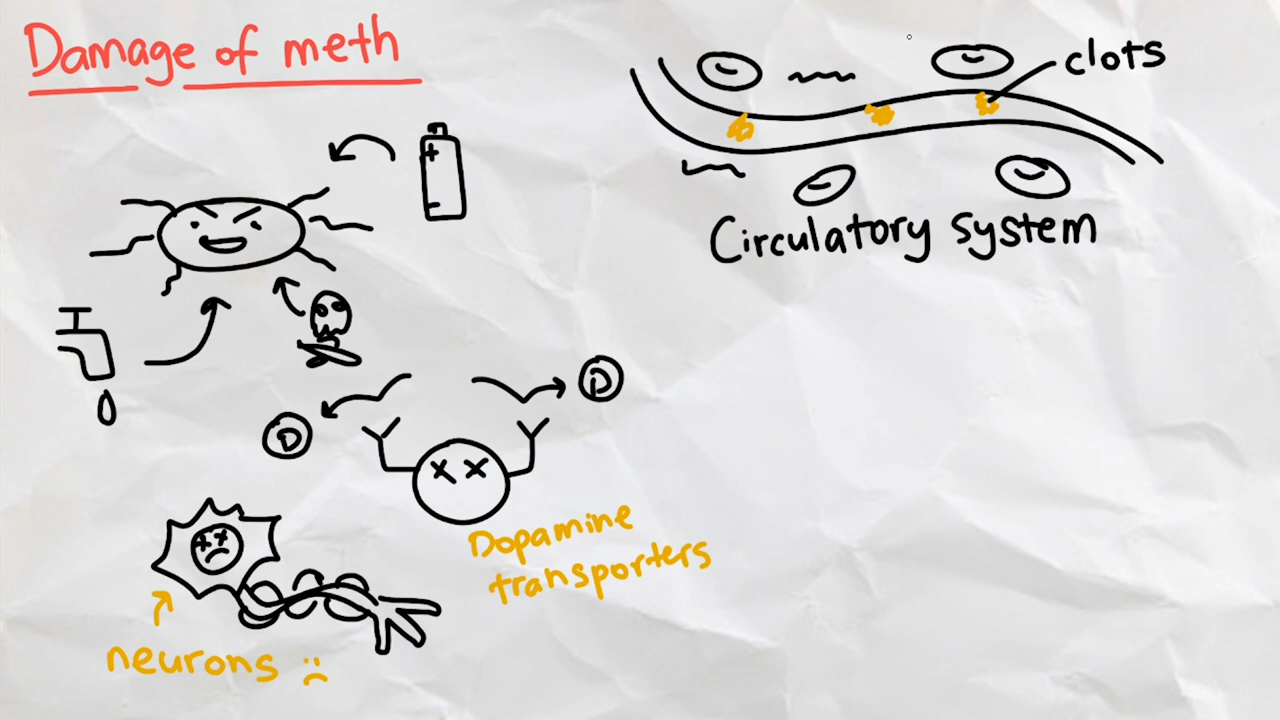 Damage of meth
clots
Circulatory system
+
-
D
D
Dopamine
transporters
neurons :(